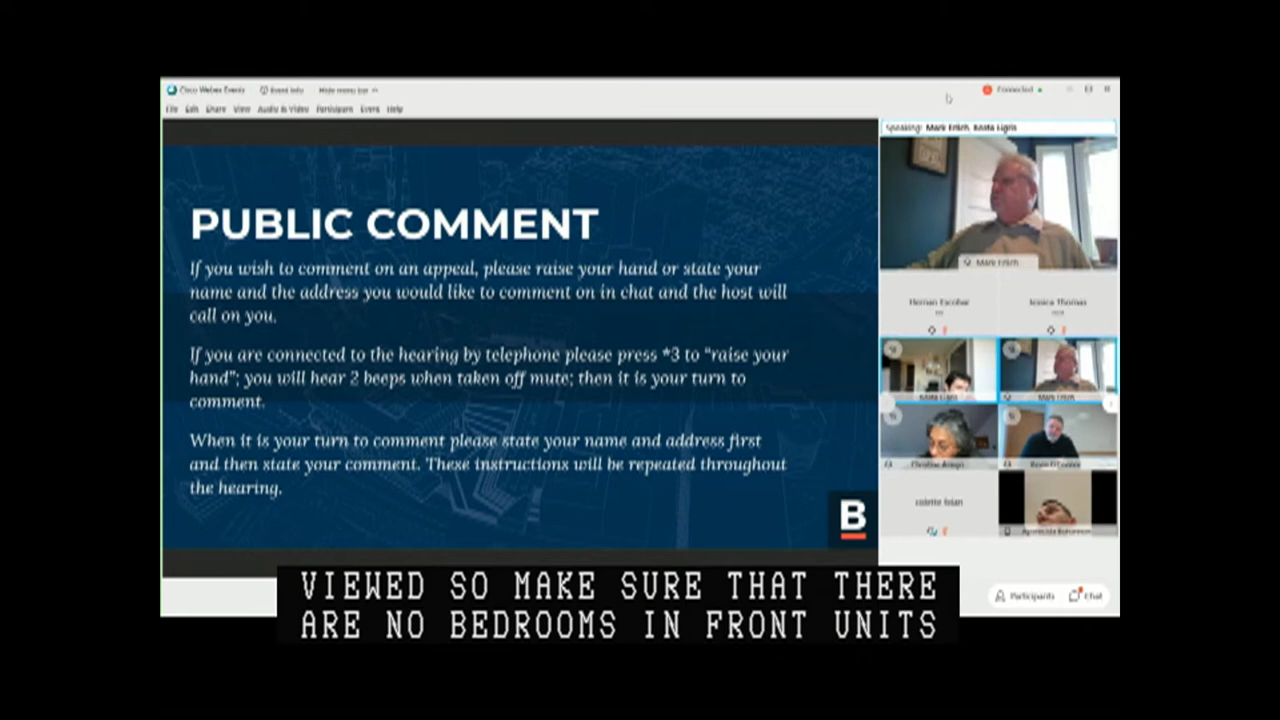 Cisco Webex Events Event Info Hide menu bar Connected
File Edit Share View Audio & Video Participant Event Help
Speaking: Mark Erlich,
PUBLIC COMMENT
If you wish to comment on an appeal, please raise your hand or state your
name and the address you would like to comment on in chat and the host will
call on you.
If you are connected to the hearing by telephone please press *3 to “raise your
hand”; you will hear 2 beeps when taken off mute; then it is your turn to
comment.
When it is your turn to comment please state your name and address first
and then state your comment. These instructions will be repeated throughout
the hearing.
B
Mark Erlich
Hernan Escobar Jessica Thomas
Mark Erlich
Participants Chat
VIEWED SO MAKE SURE THAT THERE
ARE NO BEDROOMS IN FRONT UNITS